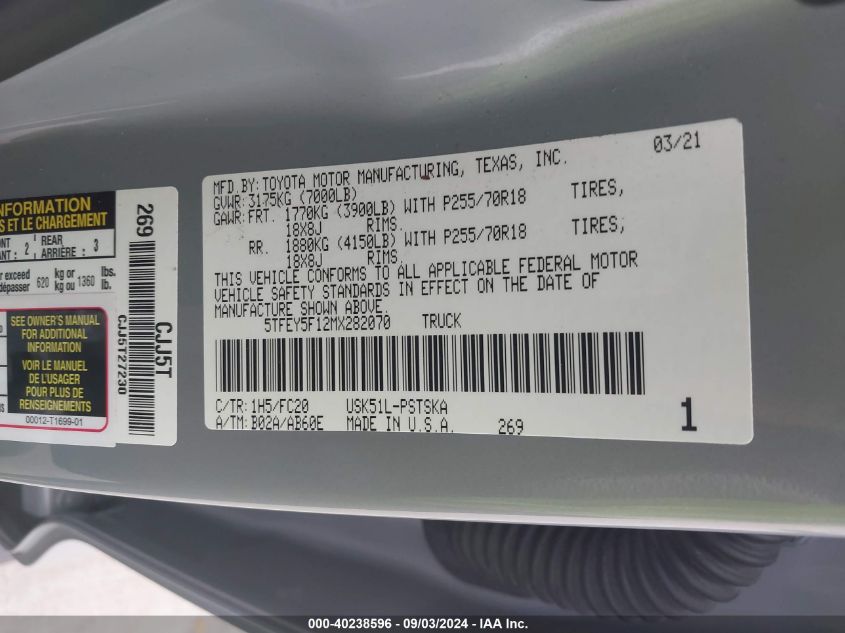 INFORMATION
S ET LE CHARGEMENT
2 REAR 3
ARRIÈRE :
r exceed 620 kg or 1360 lbs.
dépasser kg ou lb.
SEE OWNER'S MANUAL
FOR ADDITIONAL
INFORMATION
VOIR LE MANUEL
DE L'USAGER
POUR PLUS DE
RENSEIGNEMENTS
00012-T1699-01
269
CJJ5T
CJJ5T27230
03/21
MFD.BY:TOYOTA MOTOR MANUFACTURING, TEXAS, INC.
GVWR:3175KG (7000LB)
GAWR:FRT. 1770KG (3900LB) WITH P255/70R18 TIRES,
18X8J RIMS.
RR. 1880KG (4150LB) WITH P255/70R18 TIRES,
18X8J RIMS.
THIS VEHICLE CONFORMS TO ALL APPLICABLE FEDERAL MOTOR
VEHICLE SAFETY STANDARDS IN EFFECT ON THE DATE OF
MANUFACTURE SHOWN ABOVE.
5TFEY5F12MX282070 TRUCK
C/TR: 1H5/FC20 USK51L-PSTSKA
A/TM: B02A/AB60E MADE IN U.S.A. 269 1
000-40238596 - 09/03/2024 - IAA Inc.